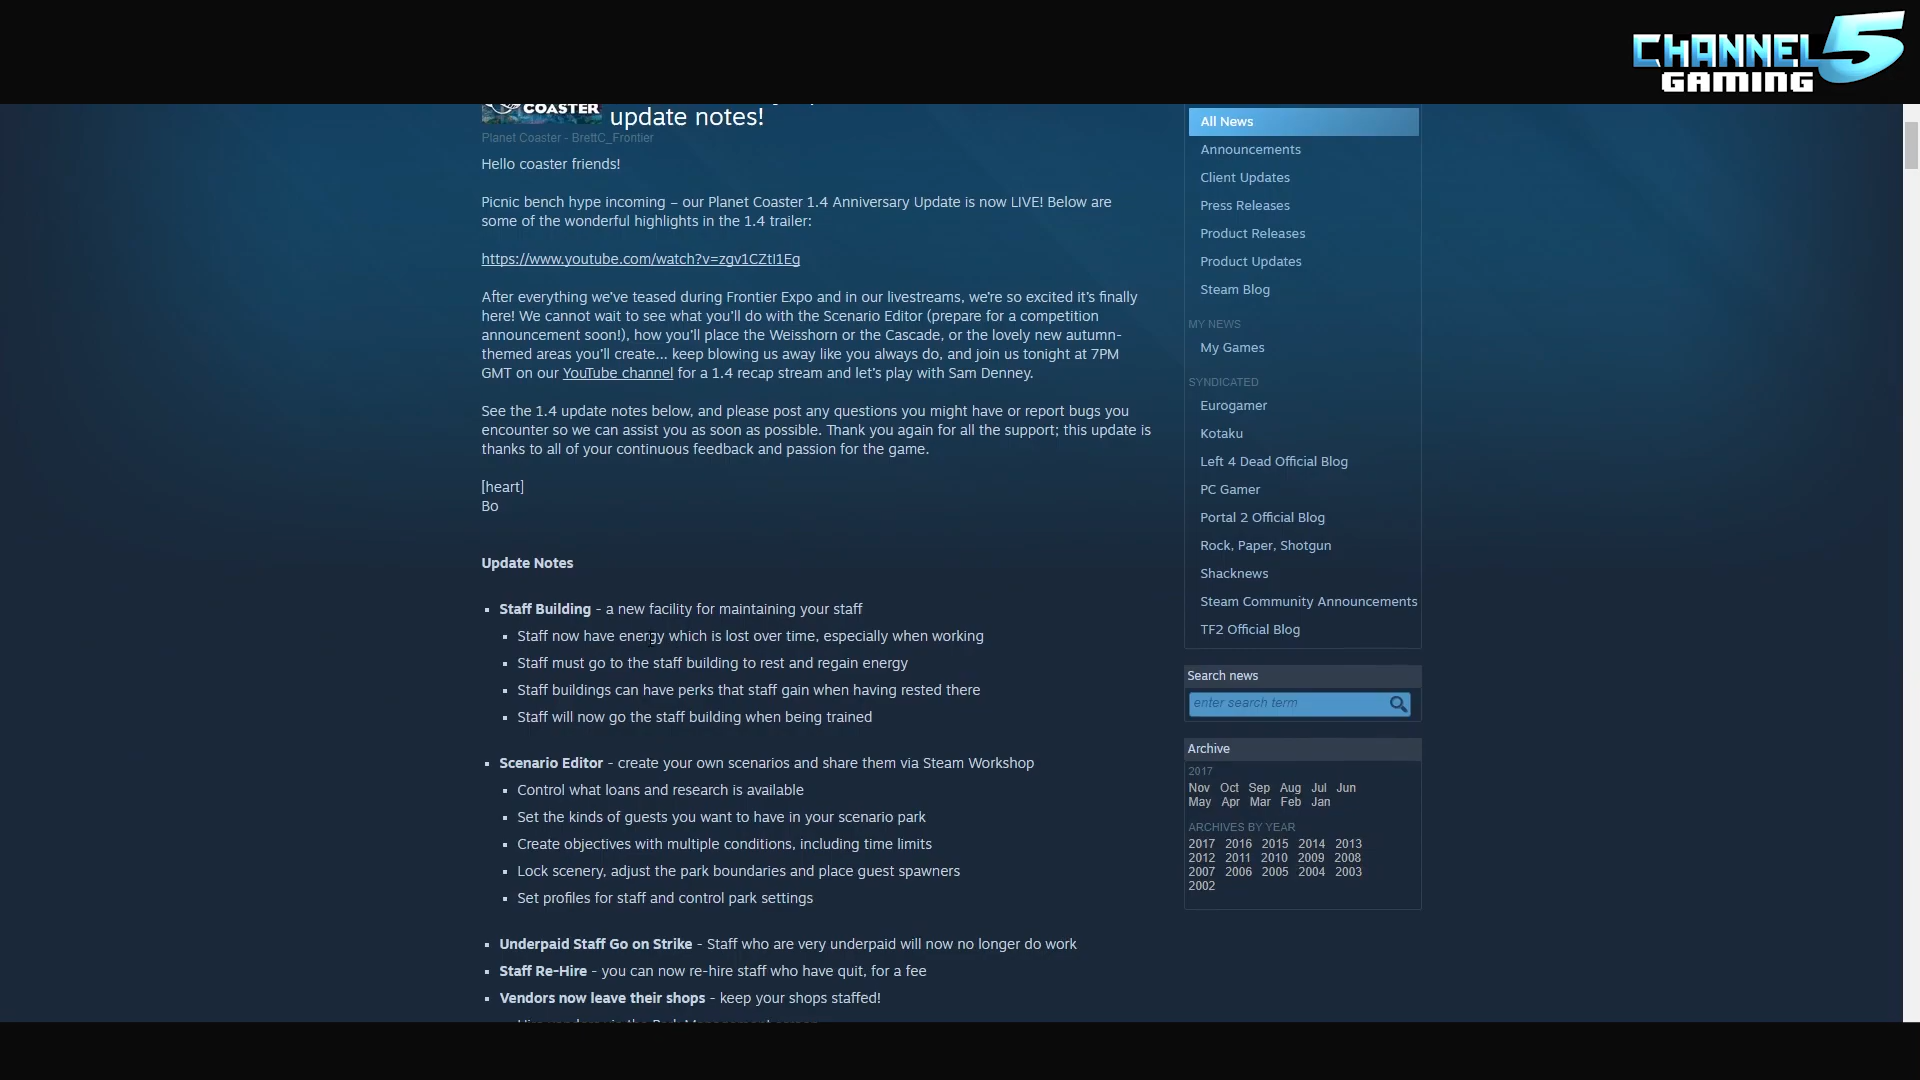 CHANNEL 5
GAMING
COASTER
update notes!
Planet Coaster - BrettC_Frontier
Hello coaster friends!
Picnic bench hype incoming – our Planet Coaster 1.4 Anniversary Update is now LIVE! Below are
some of the wonderful highlights in the 1.4 trailer:
https://www.youtube.com/watch?v=zgv1CZtI1Eg
After everything we’ve teased during Frontier Expo and in our livestreams, we’re so excited it’s finally
here! We cannot wait to see what you’ll do with the Scenario Editor (prepare for a competition
announcement soon!), how you’ll place the Weisshorn or the Cascade, or the lovely new autumn-
themed areas you’ll create... keep blowing us away like you always do, and join us tonight at 7PM
GMT on our YouTube channel for a 1.4 recap stream and let’s play with Sam Denney.
See the 1.4 update notes below, and please post any questions you might have or report bugs you
encounter so we can assist you as soon as possible. Thank you again for all the support; this update is
thanks to all of your continuous feedback and passion for the game.
[heart]
Bo
Update Notes
Staff Building - a new facility for maintaining your staff
Staff now have energy which is lost over time, especially when working
Staff must go to the staff building to rest and regain energy
Staff buildings can have perks that staff gain when having rested there
Staff will now go the staff building when being trained
Scenario Editor - create your own scenarios and share them via Steam Workshop
Control what loans and research is available
Set the kinds of guests you want to have in your scenario park
Create objectives with multiple conditions, including time limits
Lock scenery, adjust the park boundaries and place guest spawners
Set profiles for staff and control park settings
Underpaid Staff Go on Strike - Staff who are very underpaid will now no longer do work
Staff Re-Hire - you can now re-hire staff who have quit, for a fee
Vendors now leave their shops - keep your shops staffed!
All News
Announcements
Client Updates
Press Releases
Product Releases
Product Updates
Steam Blog
MY NEWS
My Games
SYNDICATED
Eurogamer
Kotaku
Left 4 Dead Official Blog
PC Gamer
Portal 2 Official Blog
Rock, Paper, Shotgun
Shacknews
Steam Community Announcements
TF2 Official Blog
Search news
enter search term
Archive
2017
Nov Oct Sep Aug Jul Jun
May Apr Mar Feb Jan
ARCHIVES BY YEAR
2017 2016 2015 2014 2013
2012 2011 2010 2009 2008
2007 2006 2005 2004 2003
2002